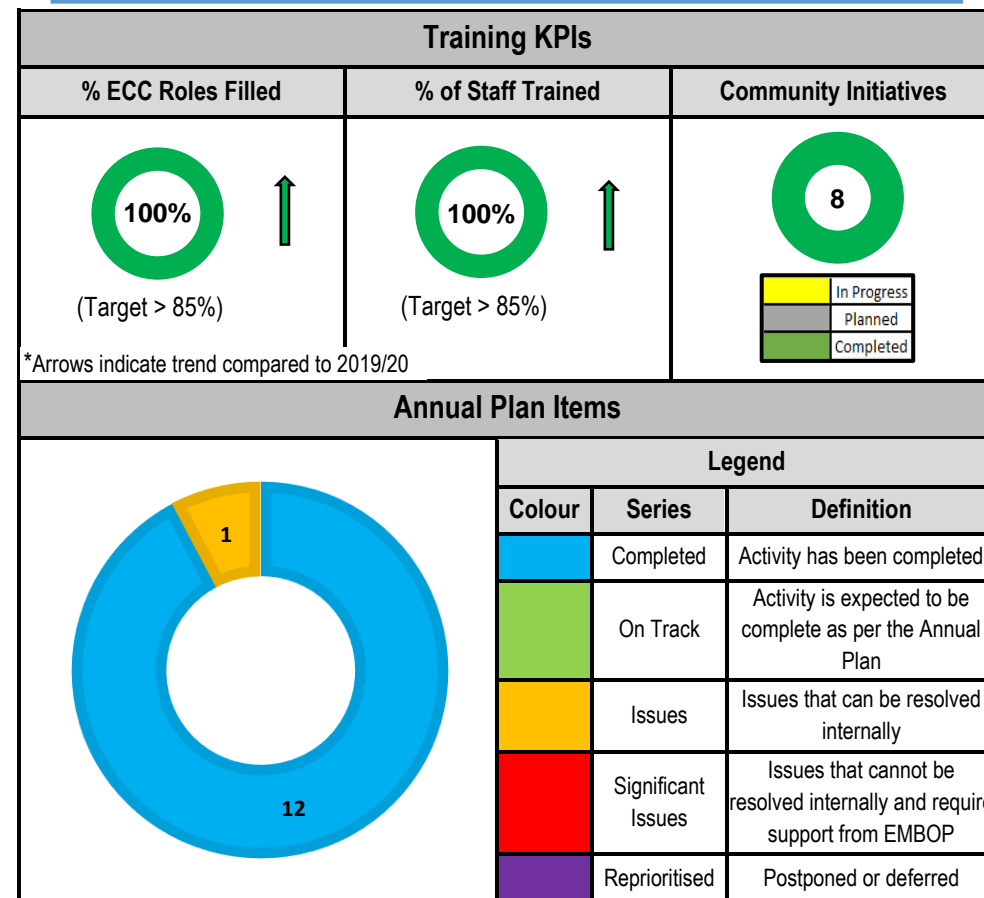 Training KPIs
% ECC Roles Filled
% of Staff Trained
Community Initiatives
100%
100%
8
(Target > 85%)
(Target > 85%)
In Progress
Planned
Completed
*Arrows indicate trend compared to 2019/20
Annual Plan Items
1
12
Legend
Colour
Series
Definition
Completed
Activity has been completed
On Track
Activity is expected to be
complete as per the Annual
Plan
Issues
Issues that can be resolved
internally
Significant
Issues
Issues that cannot be
resolved internally and require
support from EMBOP
Reprioritised
Postponed or deferred